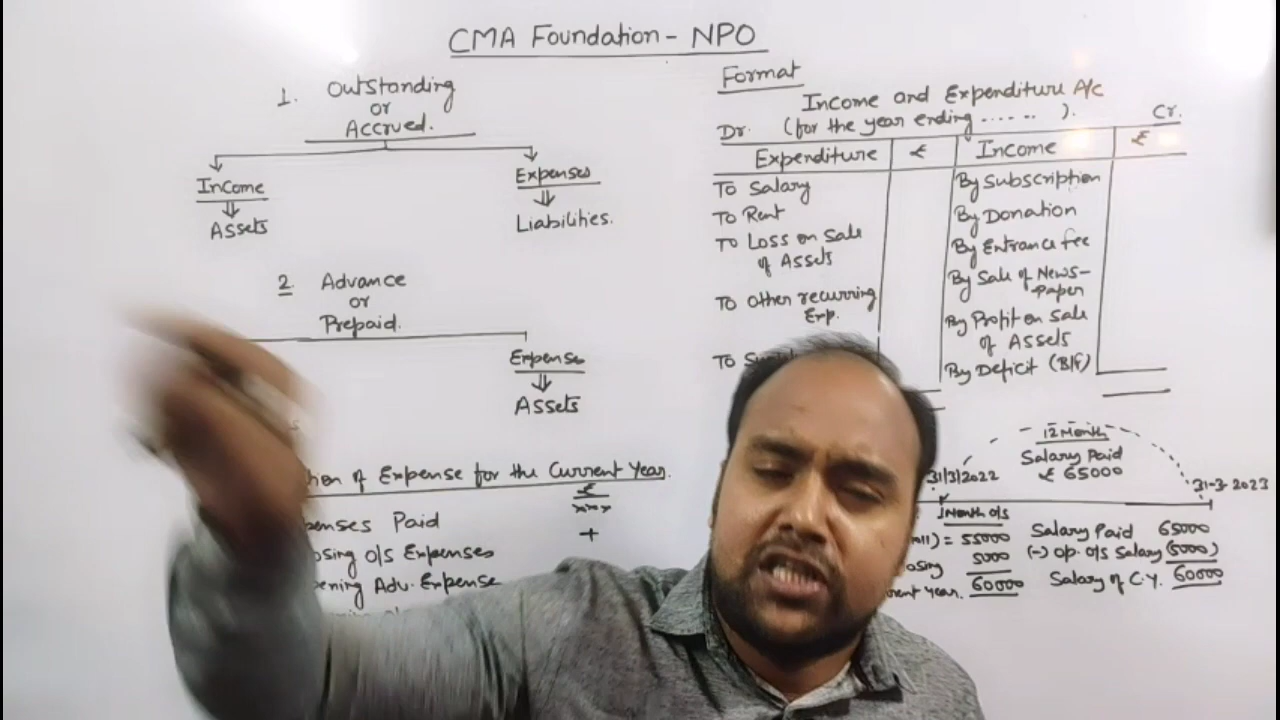 CMA Foundation - NPO
1. Outstanding
or
Accrued.
Income
Expenses
Assets
Liabilities.
2 Advance
or
Prepaid.
Expense
Assets
of Expense for the Current Year.
₹
xxx
Paid
+
o/s Expenses
Adv. Expense
Format
Income and Expenditure A/c
(for the year ending ...... ).
Dr.
Cr.
Expenditure ₹ Income ₹
To Salary
To Rent
To Loss on Sale
of Assets
To Other recurring
Exp.
To
By Subscription
By Donation
By Entrance fee
By Sale of News-
Paper
By Profit on Sale
of Assets
By Deficit (B/F)
12 Month
Salary Paid
₹ 65000
31/3/2022
31-3-2023
1 Month o/s
= 55000
5000
60000
year.
Salary Paid 65000
(-) Op. o/s Salary (5000)
Salary of C.Y. 60000